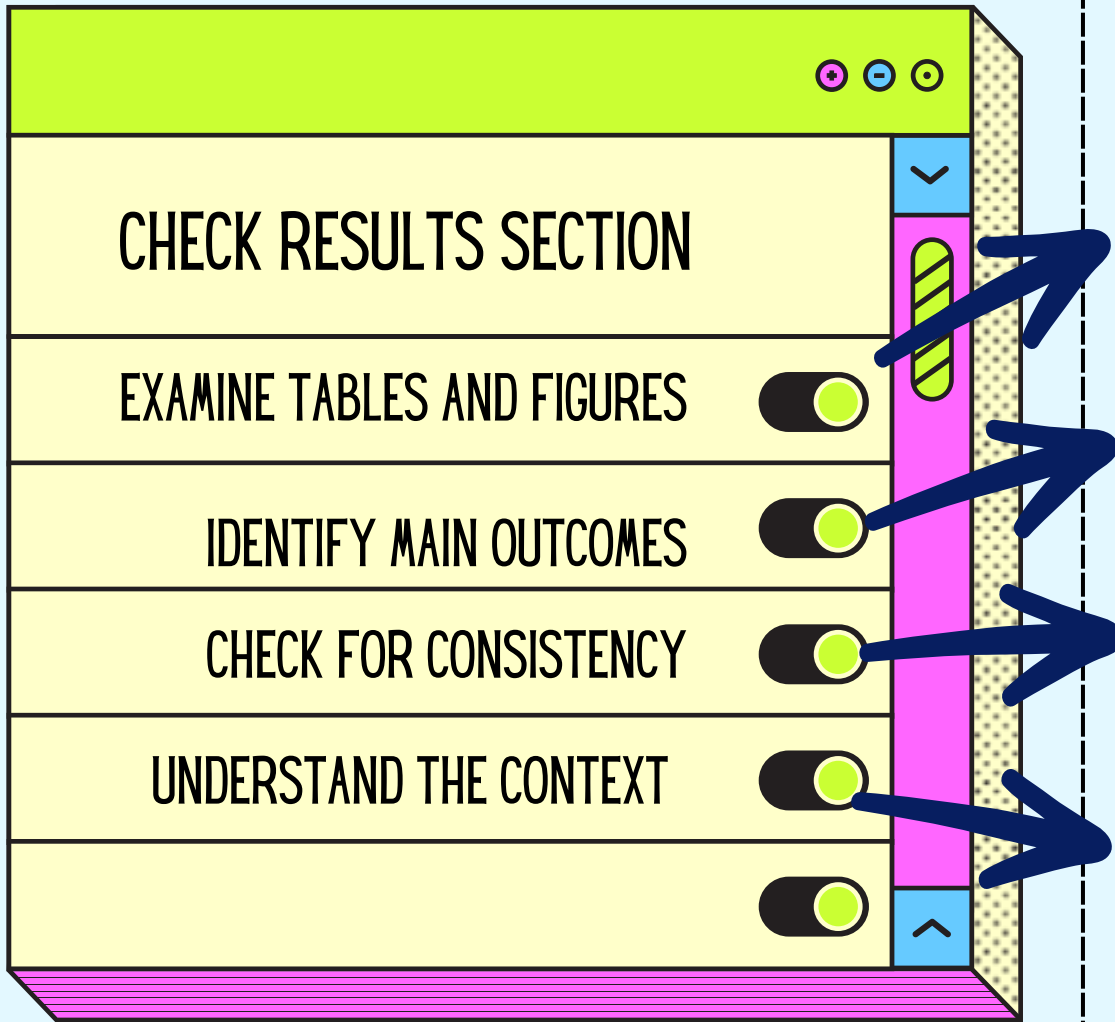 CHECK RESULTS SECTION
EXAMINE TABLES AND FIGURES
IDENTIFY MAIN OUTCOMES
CHECK FOR CONSISTENCY
UNDERSTAND THE CONTEXT